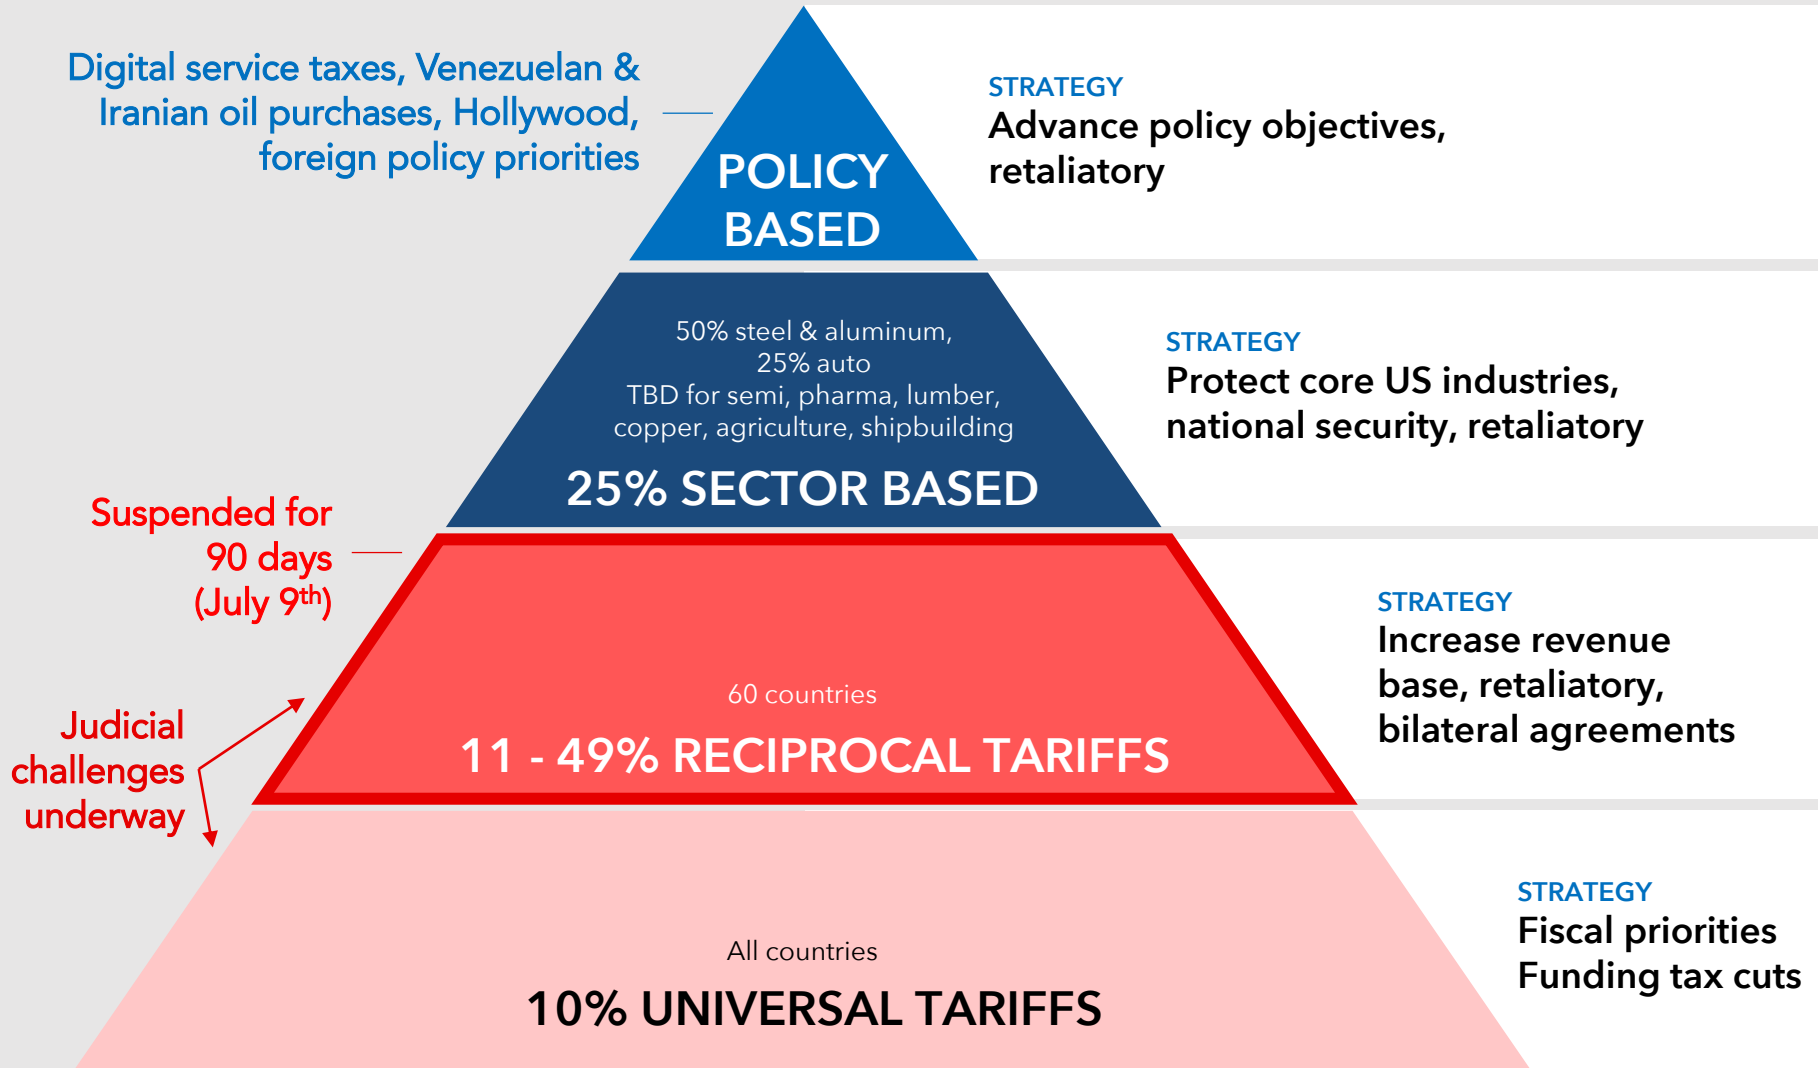 Digital service taxes, Venezuelan &
Iranian oil purchases, Hollywood,
foreign policy priorities
POLICY
BASED
STRATEGY
Advance policy objectives,
retaliatory
50% steel & aluminum,
25% auto
TBD for semi, pharma, lumber,
copper, agriculture, shipbuilding
25% SECTOR BASED
STRATEGY
Protect core US industries,
national security, retaliatory
Suspended for
90 days
(July 9th)
Judicial
challenges
underway
60 countries
11 - 49% RECIPROCAL TARIFFS
STRATEGY
Increase revenue
base, retaliatory,
bilateral agreements
All countries
10% UNIVERSAL TARIFFS
STRATEGY
Fiscal priorities
Funding tax cuts